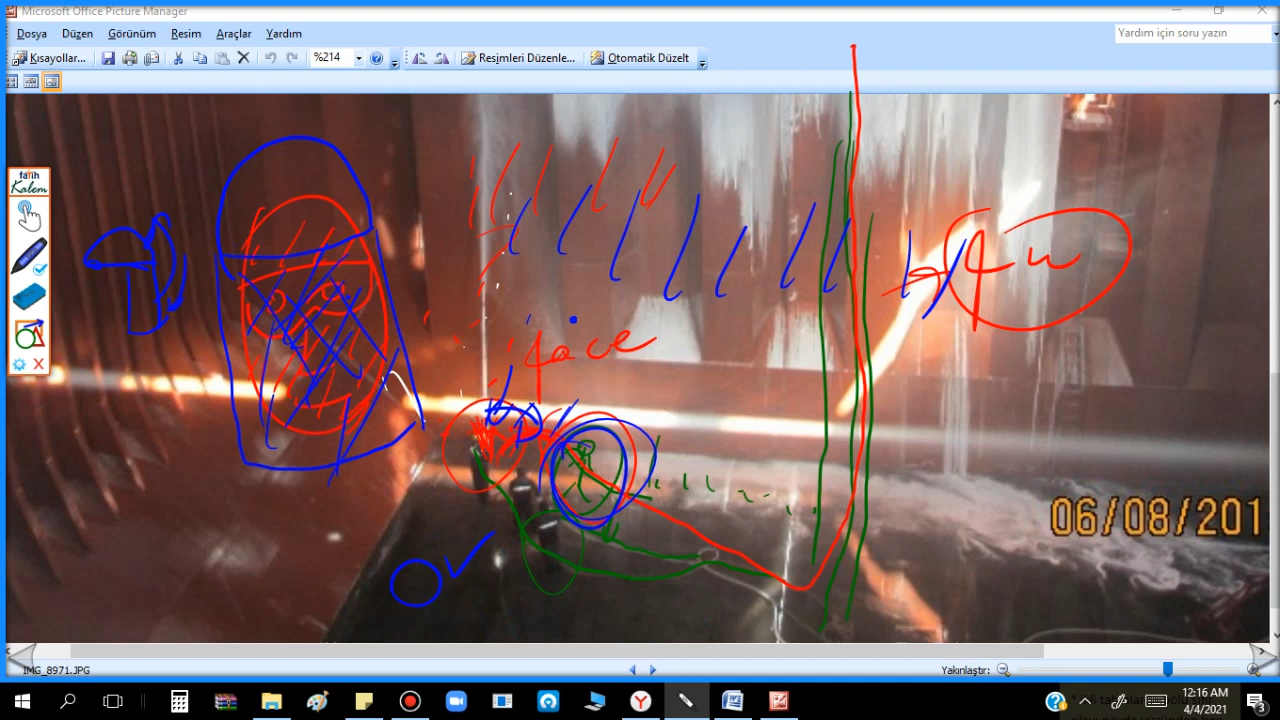 Microsoft Office Picture Manager
Dosya Düzen Görünüm Resim Araçlar Yardım
Yardım için soru yazın
Kısayollar... %214 Resimleri Düzenle... Otomatik Düzelt
fatih
Kalem
face
06/08/201
IMG_8971.JPG
Yakınlaştır:
12:16 AM
4/4/2021
3